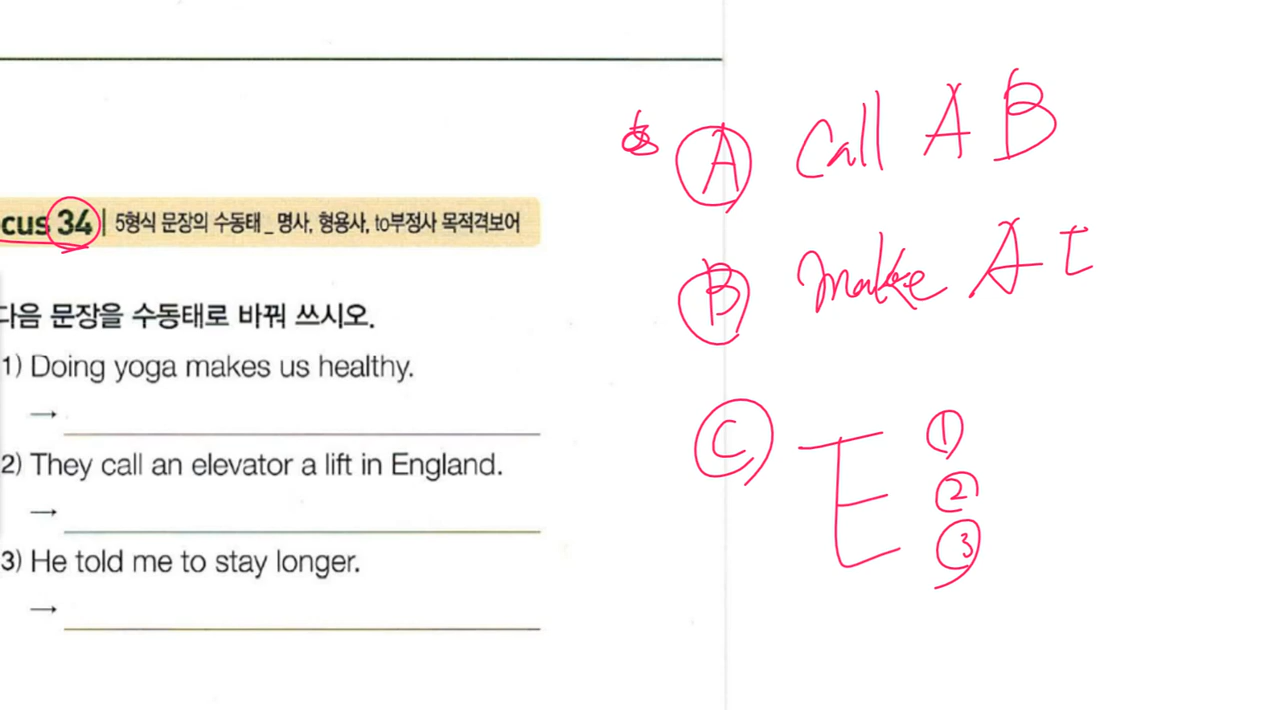 cus 34 | 5형식 문장의 수동태 _ 명사, 형용사, to부정사 목적격보어
다음 문장을 수동태로 바꿔 쓰시오.
1) Doing yoga makes us healthy.
→
2) They call an elevator a lift in England.
→
3) He told me to stay longer.
→
Ⓐ Call A B
Ⓑ Make A
Ⓒ
①
②
③